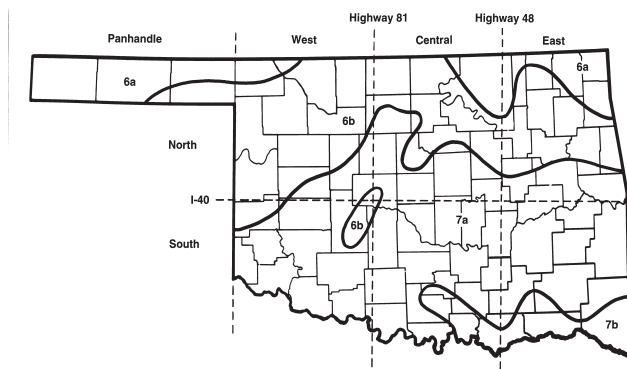 Highway 81
Highway 48
Panhandle
West
Central
East
6a
6a
6b
North
I-40
6b
7a
South
7b